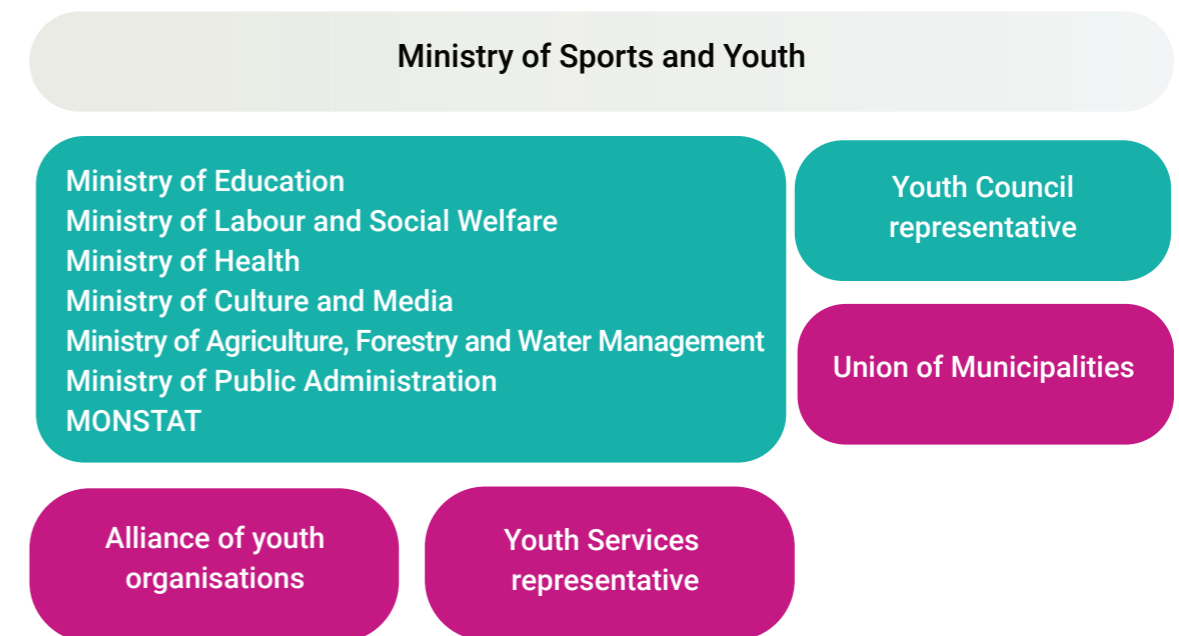 Ministry of Sports and Youth
Ministry of Education
Ministry of Labour and Social Welfare
Ministry of Health
Ministry of Culture and Media
Ministry of Agriculture, Forestry and Water Management
Ministry of Public Administration
MONSTAT
Youth Council
representative
Union of Municipalities
Alliance of youth
organisations
Youth Services
representative